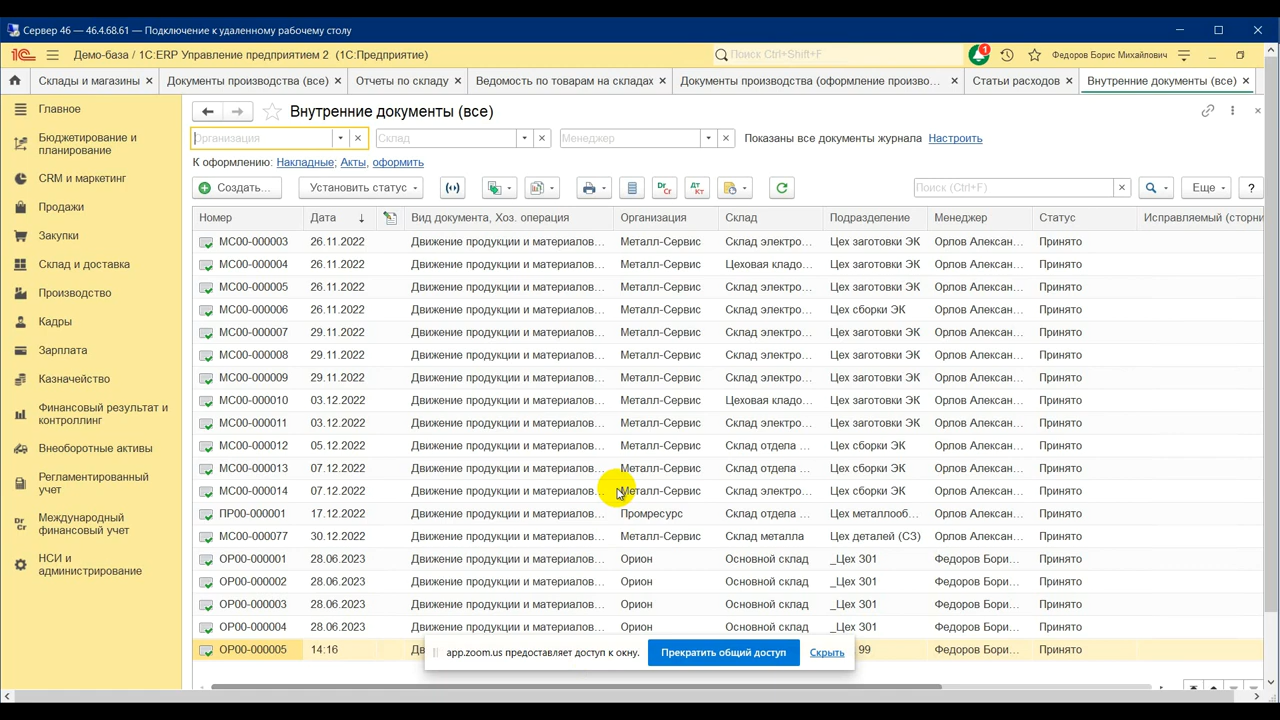 Сервер 46 — 46.4.68.61 — Подключение к удаленному рабочему столу
Демо-база / 1С:ERP Управление предприятием 2 (1С:Предприятие)
Поиск Ctrl+Shift+F
1
Федоров Борис Михайлович
Склады и магазины
Документы производства (все)
Отчеты по складу
Ведомость по товарам на складах
Документы производства (оформление произво...
Статьи расходов
Внутренние документы (все)
Главное
Бюджетирование и планирование
CRM и маркетинг
Продажи
Закупки
Склад и доставка
Производство
Кадры
Зарплата
Казначейство
Финансовый результат и контроллинг
Внеоборотные активы
Регламентированный учет
Международный финансовый учет
НСИ и администрирование
Внутренние документы (все)
Организация
Склад
Менеджер
Показаны все документы журнала Настроить
К оформлению: Накладные; Акты, оформить
Создать...
Установить статус
Поиск (Ctrl+F)
Еще
?
Номер Дата ↓ Вид документа, Хоз. операция Организация Склад Подразделение Менеджер Статус Исправляемый (сторни
МС00-000003 26.11.2022 Движение продукции и материалов... Металл-Сервис Склад электро... Цех заготовки ЭК Орлов Алексан... Принято
МС00-000004 26.11.2022 Движение продукции и материалов... Металл-Сервис Цеховая кладо... Цех заготовки ЭК Орлов Алексан... Принято
МС00-000005 26.11.2022 Движение продукции и материалов... Металл-Сервис Склад электро... Цех заготовки ЭК Орлов Алексан... Принято
МС00-000006 26.11.2022 Движение продукции и материалов... Металл-Сервис Склад электро... Цех сборки ЭК Орлов Алексан... Принято
МС00-000007 29.11.2022 Движение продукции и материалов... Металл-Сервис Склад электро... Цех заготовки ЭК Орлов Алексан... Принято
МС00-000008 29.11.2022 Движение продукции и материалов... Металл-Сервис Склад электро... Цех заготовки ЭК Орлов Алексан... Принято
МС00-000009 29.11.2022 Движение продукции и материалов... Металл-Сервис Склад электро... Цех заготовки ЭК Орлов Алексан... Принято
МС00-000010 03.12.2022 Движение продукции и материалов... Металл-Сервис Цеховая кладо... Цех заготовки ЭК Орлов Алексан... Принято
МС00-000011 03.12.2022 Движение продукции и материалов... Металл-Сервис Склад электро... Цех заготовки ЭК Орлов Алексан... Принято
МС00-000012 05.12.2022 Движение продукции и материалов... Металл-Сервис Склад отдела ... Цех сборки ЭК Орлов Алексан... Принято
МС00-000013 07.12.2022 Движение продукции и материалов... Металл-Сервис Склад отдела ... Цех сборки ЭК Орлов Алексан... Принято
МС00-000014 07.12.2022 Движение продукции и материалов... Металл-Сервис Склад электро... Цех сборки ЭК Орлов Алексан... Принято
ПР00-000001 17.12.2022 Движение продукции и материалов... Промресурс Склад отдела ... Цех металлооб... Орлов Алексан... Принято
МС00-000077 30.12.2022 Движение продукции и материалов... Металл-Сервис Склад металла Цех деталей (СЗ) Орлов Алексан... Принято
ОР00-000001 28.06.2023 Движение продукции и материалов... Орион Основной склад _Цех 301 Федоров Бори... Принято
ОР00-000002 28.06.2023 Движение продукции и материалов... Орион Основной склад _Цех 301 Федоров Бори... Принято
ОР00-000003 28.06.2023 Движение продукции и материалов... Орион Основной склад _Цех 301 Федоров Бори... Принято
ОР00-000004 28.06.2023 Движение продукции и материалов... Орион Основной склад _Цех 301 Федоров Бори... Принято
ОР00-000005 14:16 99 Федоров Бори... Принято
app.zoom.us предоставляет доступ к окну. Прекратить общий доступ Скрыть